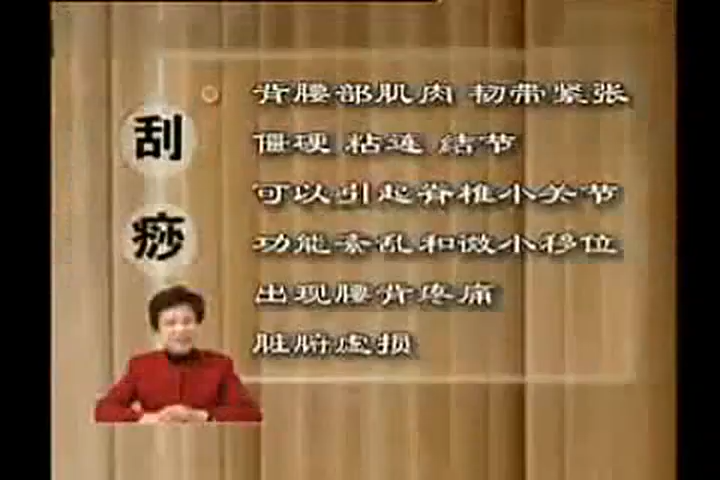 刮
痧
背腰部肌肉 韧带紧张
僵硬 粘连 结节
可以引起脊椎小关节
功能紊乱和微小移位
出现腰背疼痛
脏腑虚损